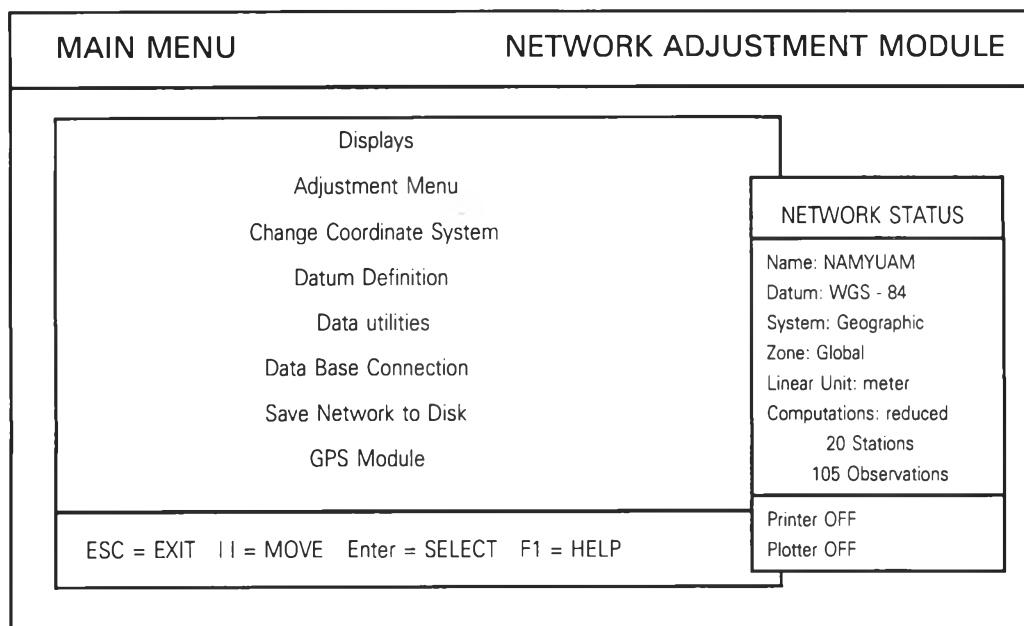 MAIN MENU
NETWORK ADJUSTMENT MODULE
Displays
Adjustment Menu
Change Coordinate System
Datum Definition
Data utilities
Data Base Connection
Save Network to Disk
GPS Module
ESC = EXIT | | = MOVE Enter = SELECT F1 = HELP
NETWORK STATUS
Name: NAMYUAM
Datum: WGS - 84
System: Geographic
Zone: Global
Linear Unit: meter
Computations: reduced
20 Stations
105 Observations
Printer OFF
Plotter OFF